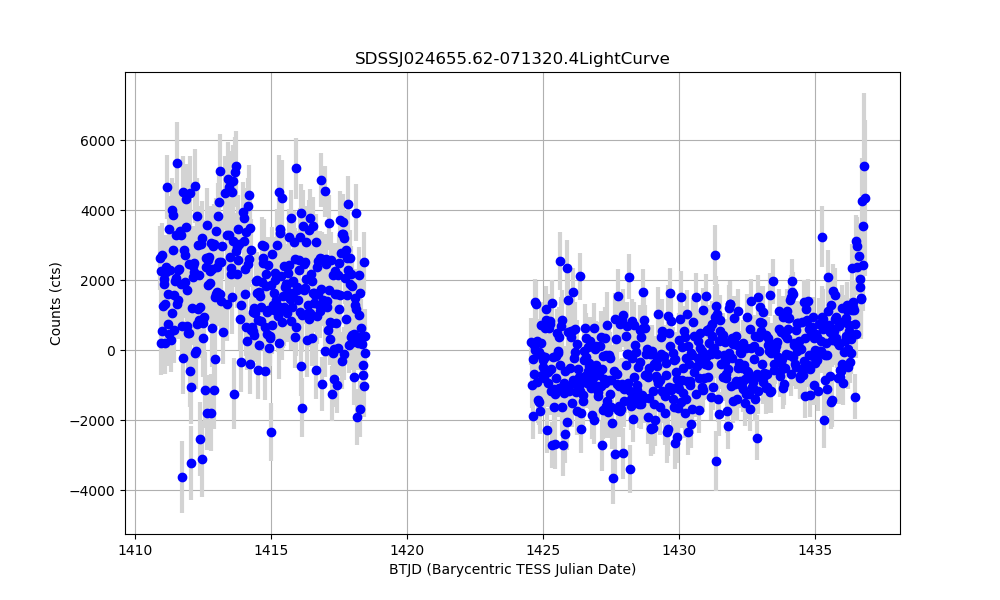 SDSSJ024655.62-071320.4LightCurve
6000
4000
2000
0
−2000
−4000
Counts (cts)
1410 1415 1420 1425 1430 1435
BTJD (Barycentric TESS Julian Date)